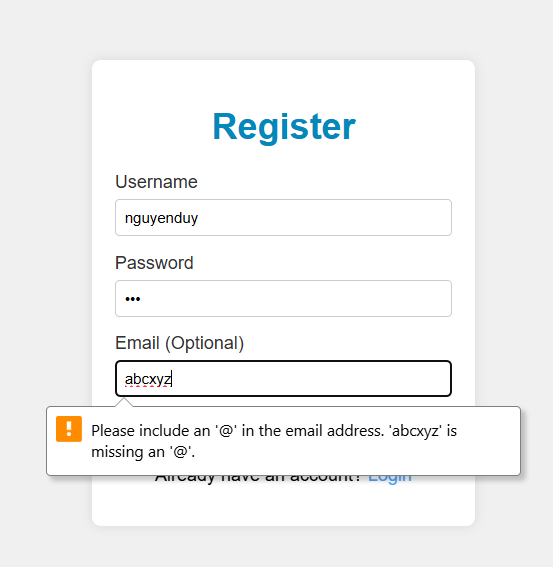 Register
Username
nguyenduy
Password
•••
Email (Optional)
abcxyz
Please include an '@' in the email address. 'abcxyz' is
missing an '@'.
Already have an account? Login